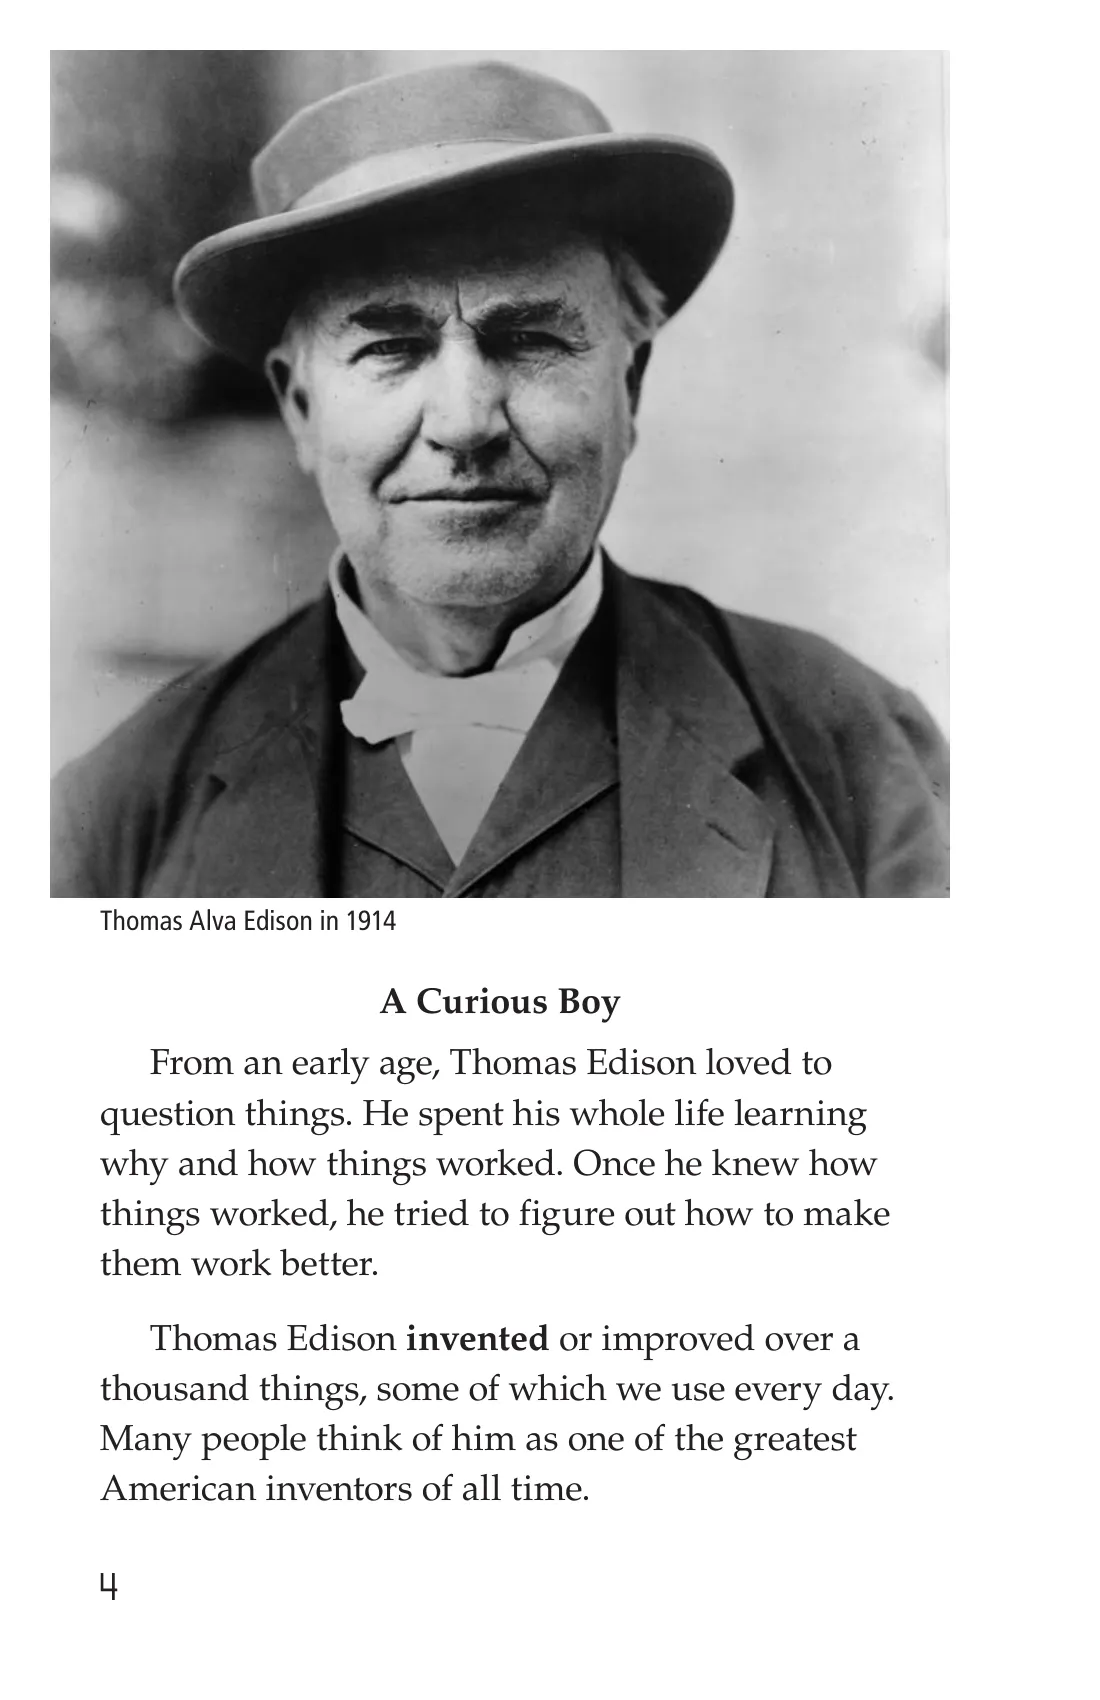 Thomas Alva Edison in 1914
A Curious Boy
From an early age, Thomas Edison loved to
question things. He spent his whole life learning
why and how things worked. Once he knew how
things worked, he tried to figure out how to make
them work better.
Thomas Edison invented or improved over a
thousand things, some of which we use every day.
Many people think of him as one of the greatest
American inventors of all time.
4